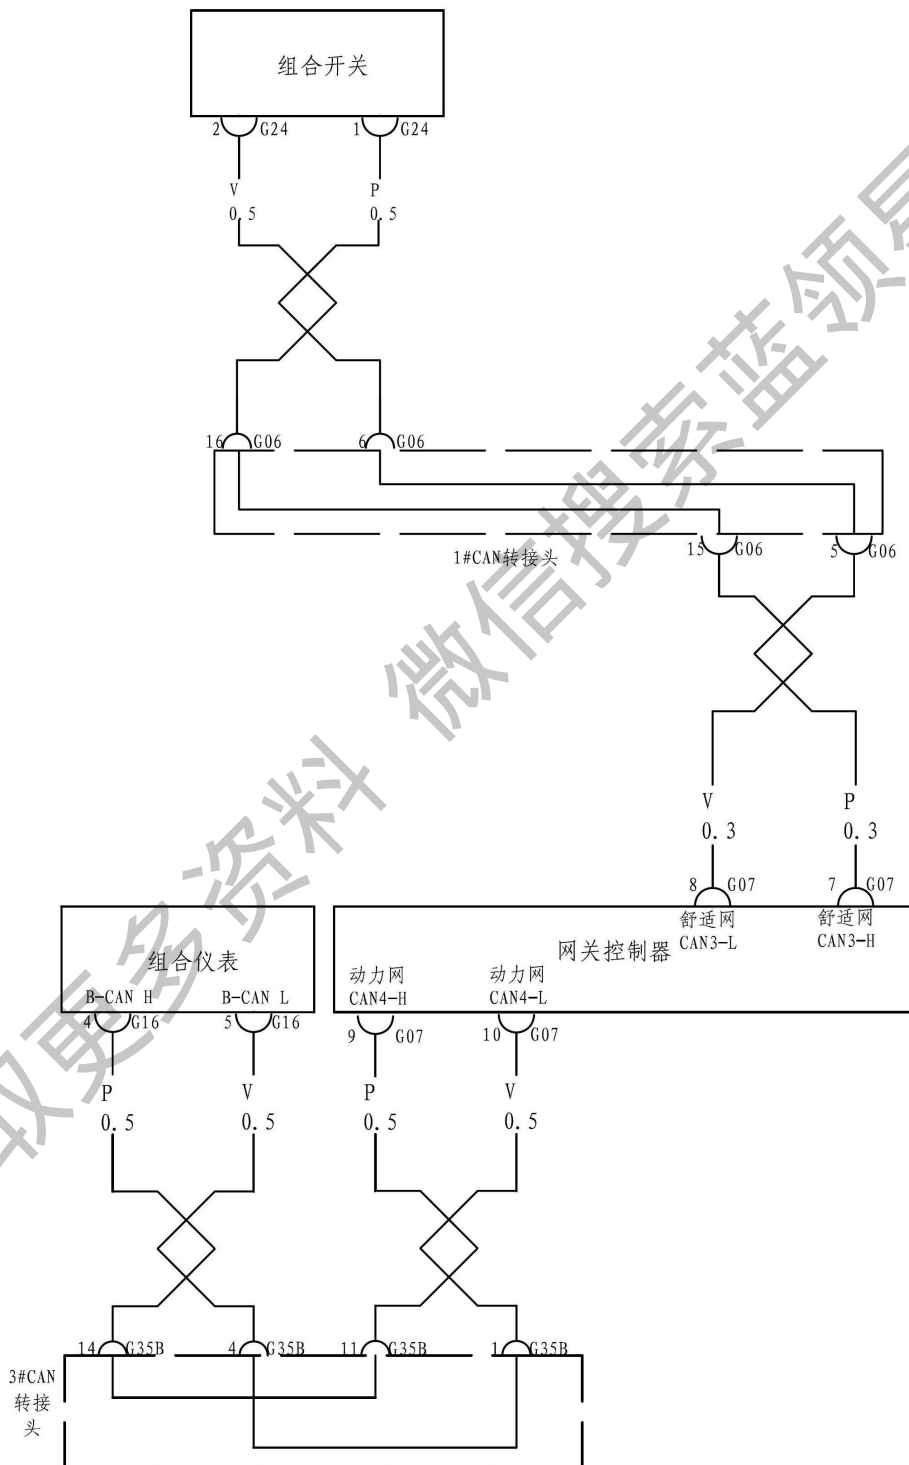 组合开关
2 G24 1 G24
V P
0.5 0.5
16 G06 6 G06
15 G06 5 G06
1#CAN转接头
V P
0.3 0.3
8 G07 7 G07
舒适网 舒适网
CAN3-L CAN3-H
网关控制器
组合仪表
动力网 动力网
CAN4-H CAN4-L
B-CAN H B-CAN L
4 G16 5 G16
9 G07 10 G07
P V P V
0.5 0.5 0.5 0.5
14 G35B 4 G35B 11 G35B 1 G35B
3#CAN
转接
头
取更多资料 微信搜索蓝领